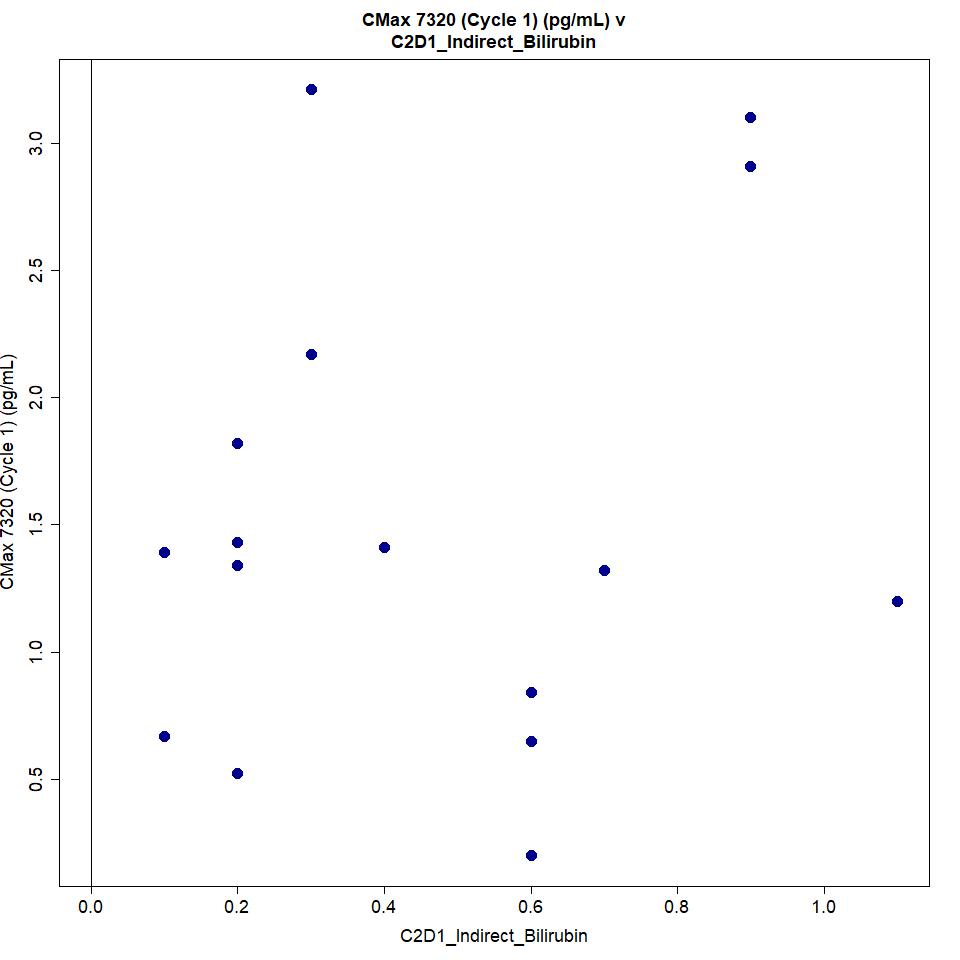 CMax 7320 (Cycle 1) (pg/mL) v
C2D1_Indirect_Bilirubin
CMax 7320 (Cycle 1) (pg/mL)
3.0
2.5
2.0
1.5
1.0
0.5
0.0 0.2 0.4 0.6 0.8 1.0
C2D1_Indirect_Bilirubin